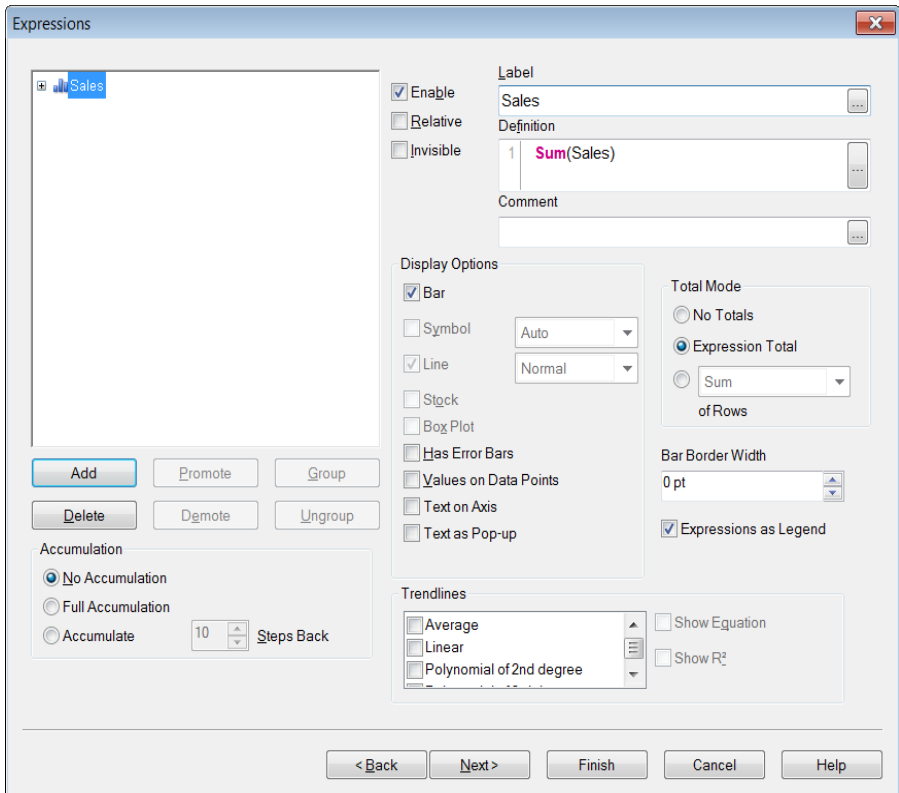 Expressions
Sales
Enable
Relative
Invisible
Label
Sales
...
Definition
1 Sum(Sales)
...
Comment
...
Display Options
Bar
Symbol Auto
Line Normal
Stock
Box Plot
Has Error Bars
Values on Data Points
Text on Axis
Text as Pop-up
Total Mode
No Totals
Expression Total
Sum
of Rows
Bar Border Width
0 pt
Expressions as Legend
Add Promote Group
Delete Demote Ungroup
Accumulation
No Accumulation
Full Accumulation
Accumulate 10 Steps Back
Trendlines
Average
Linear
Polynomial of 2nd degree
Show Equation
Show R²
< Back Next > Finish Cancel Help